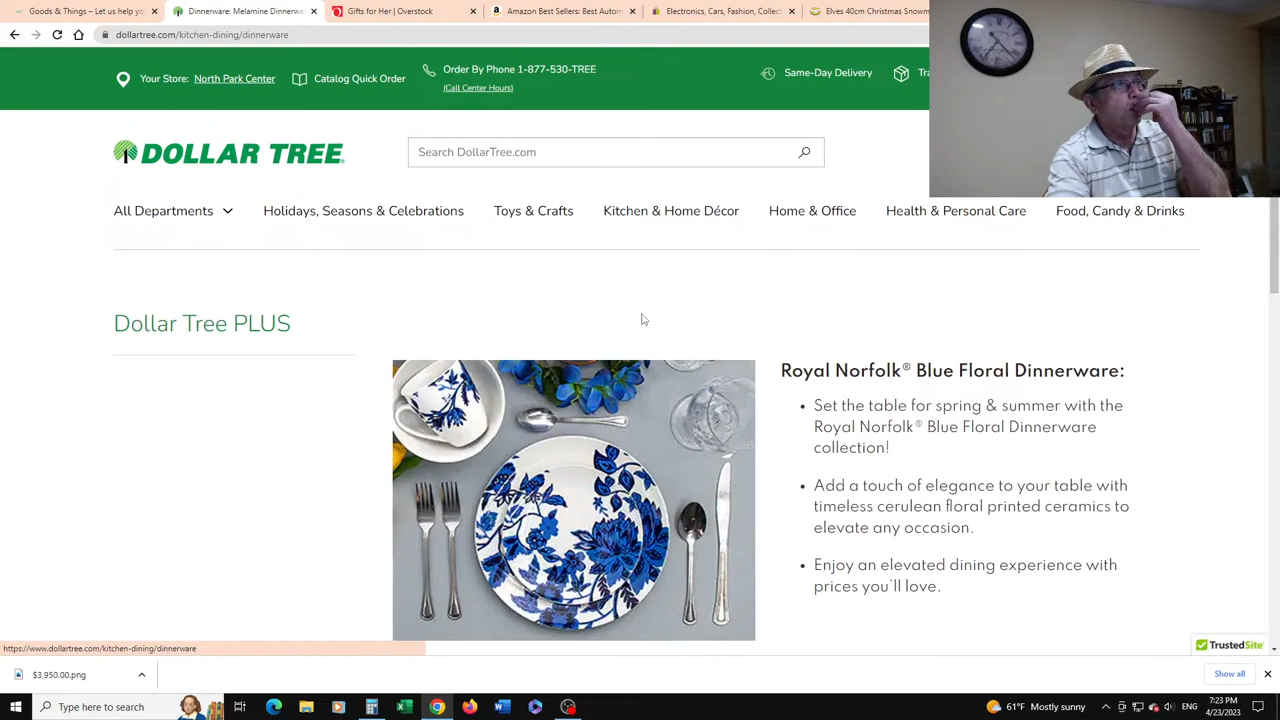 Goods & Things – Let us help you
Dinnerware: Melamine Dinnerwa
Gifts for Her | Overstock
Amazon Best Sellers: Best Autom
Electronics, Cars, Fashion, Collect
Elves 40cm Christmas Snowm
dollartree.com/kitchen-dining/dinnerware
Your Store: North Park Center
Catalog Quick Order
Order By Phone 1-877-530-TREE
(Call Center Hours)
Same-Day Delivery
Tra
DOLLAR TREE
Search DollarTree.com
All Departments
Holidays, Seasons & Celebrations
Toys & Crafts
Kitchen & Home Décor
Home & Office
Health & Personal Care
Food, Candy & Drinks
Dollar Tree PLUS
Royal Norfolk® Blue Floral Dinnerware:
• Set the table for spring & summer with the
Royal Norfolk® Blue Floral Dinnerware
collection!
• Add a touch of elegance to your table with
timeless cerulean floral printed ceramics to
elevate any occasion.
• Enjoy an elevated dining experience with
prices you'll love.
TrustedSite
https://www.dollartree.com/kitchen-dining/dinnerware
$3,950.00.png
Show all
Type here to search
61°F Mostly sunny
ENG
7:23 PM
4/23/2023